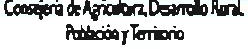 Consejería de Agricultura, Desarrollo Rural,
Población y Territorio